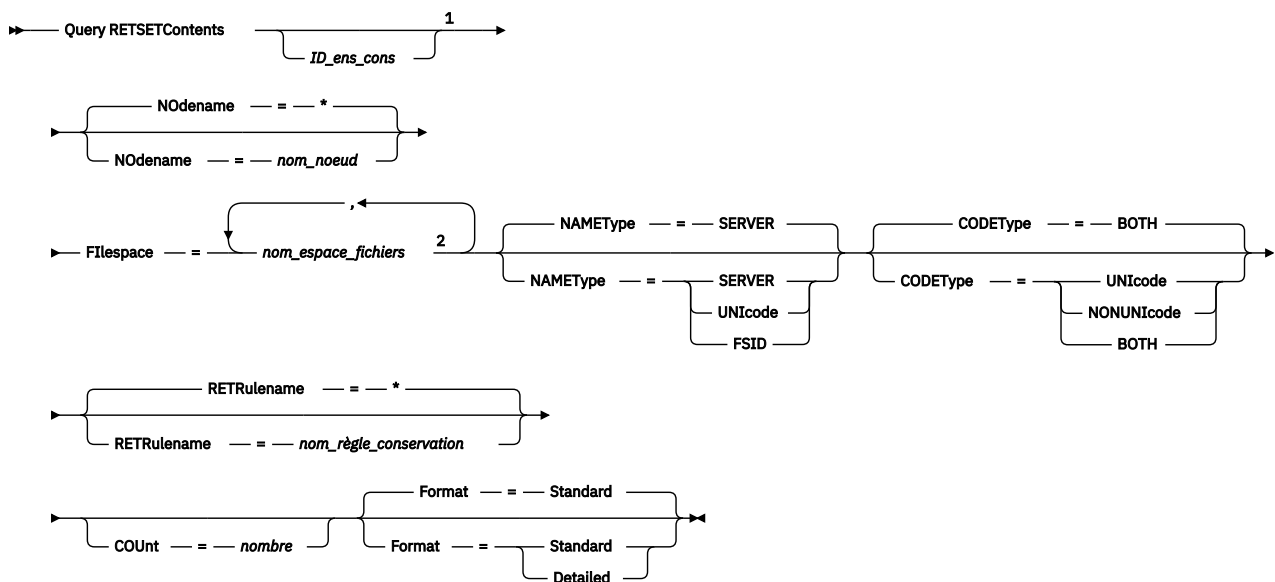 Query RETSETContents 1
ID_ens_cons
NOdename = *
NOdename = nom_noeud
,
FIlespace = nom_espace_fichiers 2
NAMEType = SERVER
NAMEType = SERVER
UNIcode
FSID
CODEType = BOTH
CODEType = UNIcode
NONUNIcode
BOTH
RETRulename = *
RETRulename = nom_règle_conservation
COUnt = nombre
Format = Standard
Format = Standard
Detailed